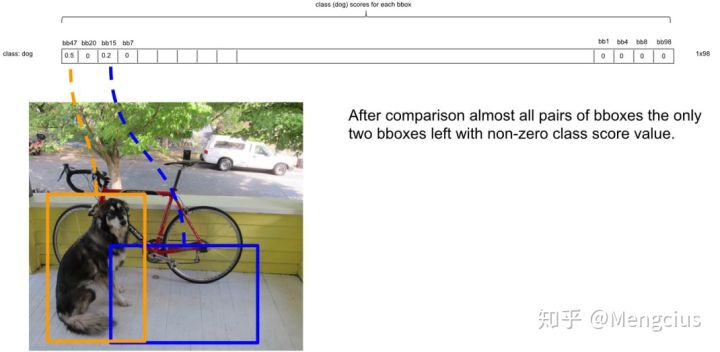 class (dog) scores for each bbox
bb47 bb20 bb15 bb7 bb1 bb4 bb8 bb98
class: dog 0.5 0 0.2 0 0 0 0 0 1x98
After comparison almost all pairs of bboxes the only
two bboxes left with non-zero class score value.
知乎 @Mengcius